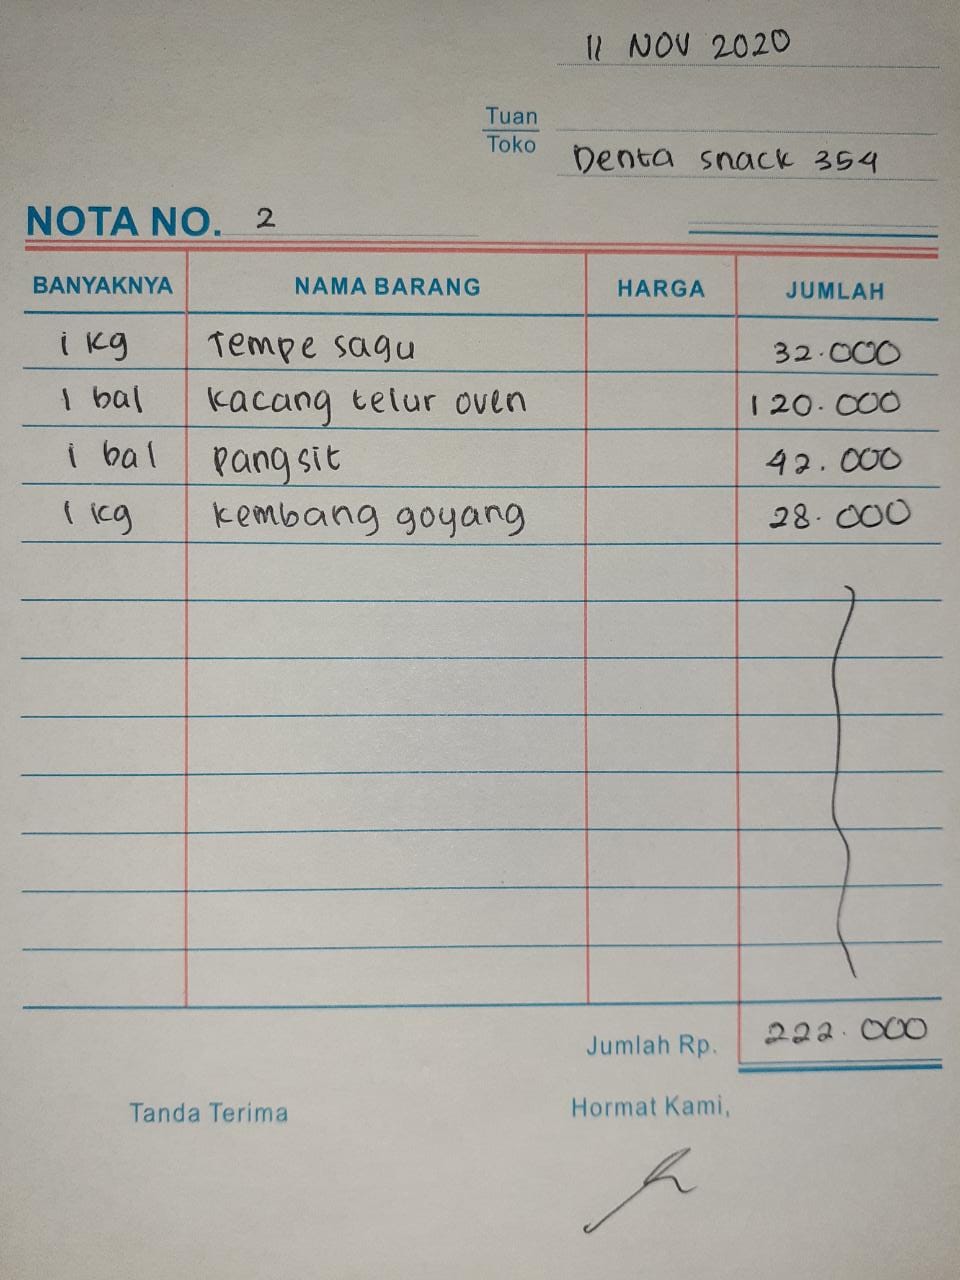 11 NOV 2020
Tuan
Toko Denta snack 354
NOTA NO. 2
BANYAKNYA NAMA BARANG HARGA JUMLAH
1 kg Tempe sagu 32.000
1 bal kacang telur oven 120.000
1 bal pangsit 42.000
1 kg kembang goyang 28.000
Jumlah Rp. 222.000
Tanda Terima Hormat Kami,